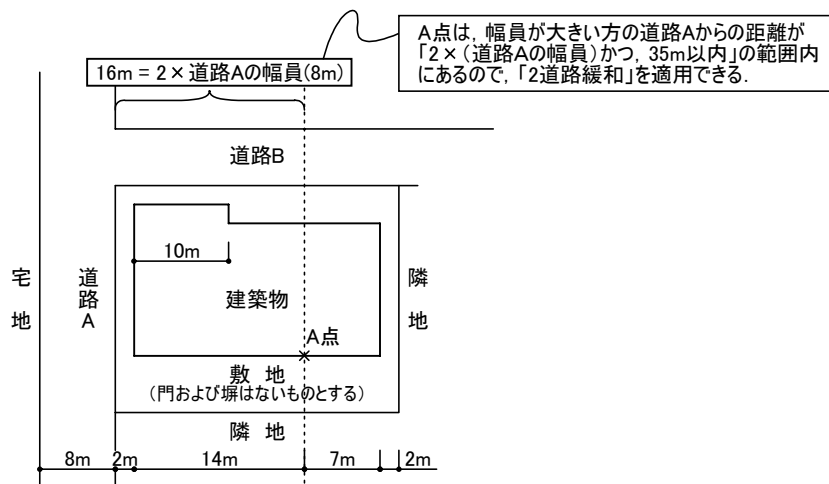 A点は，幅員が大きい方の道路Aからの距離が
「2×(道路Aの幅員)かつ，35m以内」の範囲内
にあるので，「2道路緩和」を適用できる．
16m = 2×道路Aの幅員(8m)
道路B
10m
宅地
道路A
建築物
隣地
A点
敷 地
(門および塀はないものとする)
隣 地
8m 2m 14m 7m 2m